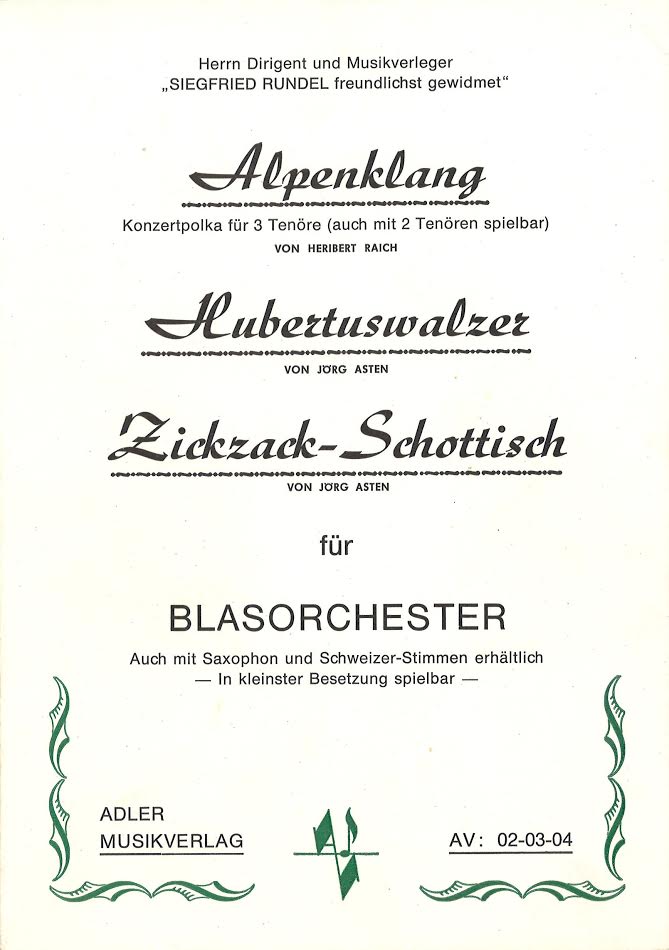 Herrn Dirigent und Musikverleger
„SIEGFRIED RUNDEL freundlichst gewidmet“
Alpenklang
Konzertpolka für 3 Tenöre (auch mit 2 Tenören spielbar)
VON HERIBERT RAICH
Hubertuswalzer
VON JÖRG ASTEN
Zickzack-Schottisch
VON JÖRG ASTEN
für
BLASORCHESTER
Auch mit Saxophon und Schweizer-Stimmen erhältlich
— In kleinster Besetzung spielbar —
ADLER
MUSIKVERLAG
A
AV: 02-03-04